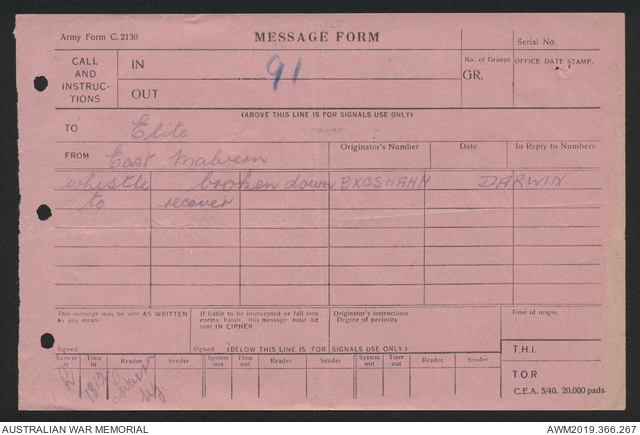 Army Form C. 2130
MESSAGE FORM
Serial No.
CALL AND INSTRUC- TIONS
IN
91
No. of Groups
GR.
OFFICE DATE STAMP.
OUT
(ABOVE THIS LINE IS FOR SIGNALS USE ONLY)
TO
Elite
FROM East Malvern
Originator's Number
Date
In Reply to Numbers
whistle broken down BXCSHAHM DARWIN
to recover
This message may be sent AS WRITTEN by any means
If liable to be intercepted or fall into enemy hands, this message must be sent IN CIPHER
Originator's instructions
Degree of periority
Time of origin.
Signed
Signed
(BELOW THIS LINE IS FOR SIGNALS USE ONLY)
T.H.I.
System in
Time in
Reader
Sender
System out
Time out
Reader
Sender
System out
Time out
Reader
Sender
T.O.R.
C.E.A. 5/40. 20,000 pads.
AUSTRALIAN WAR MEMORIAL
AWM2019.366.267